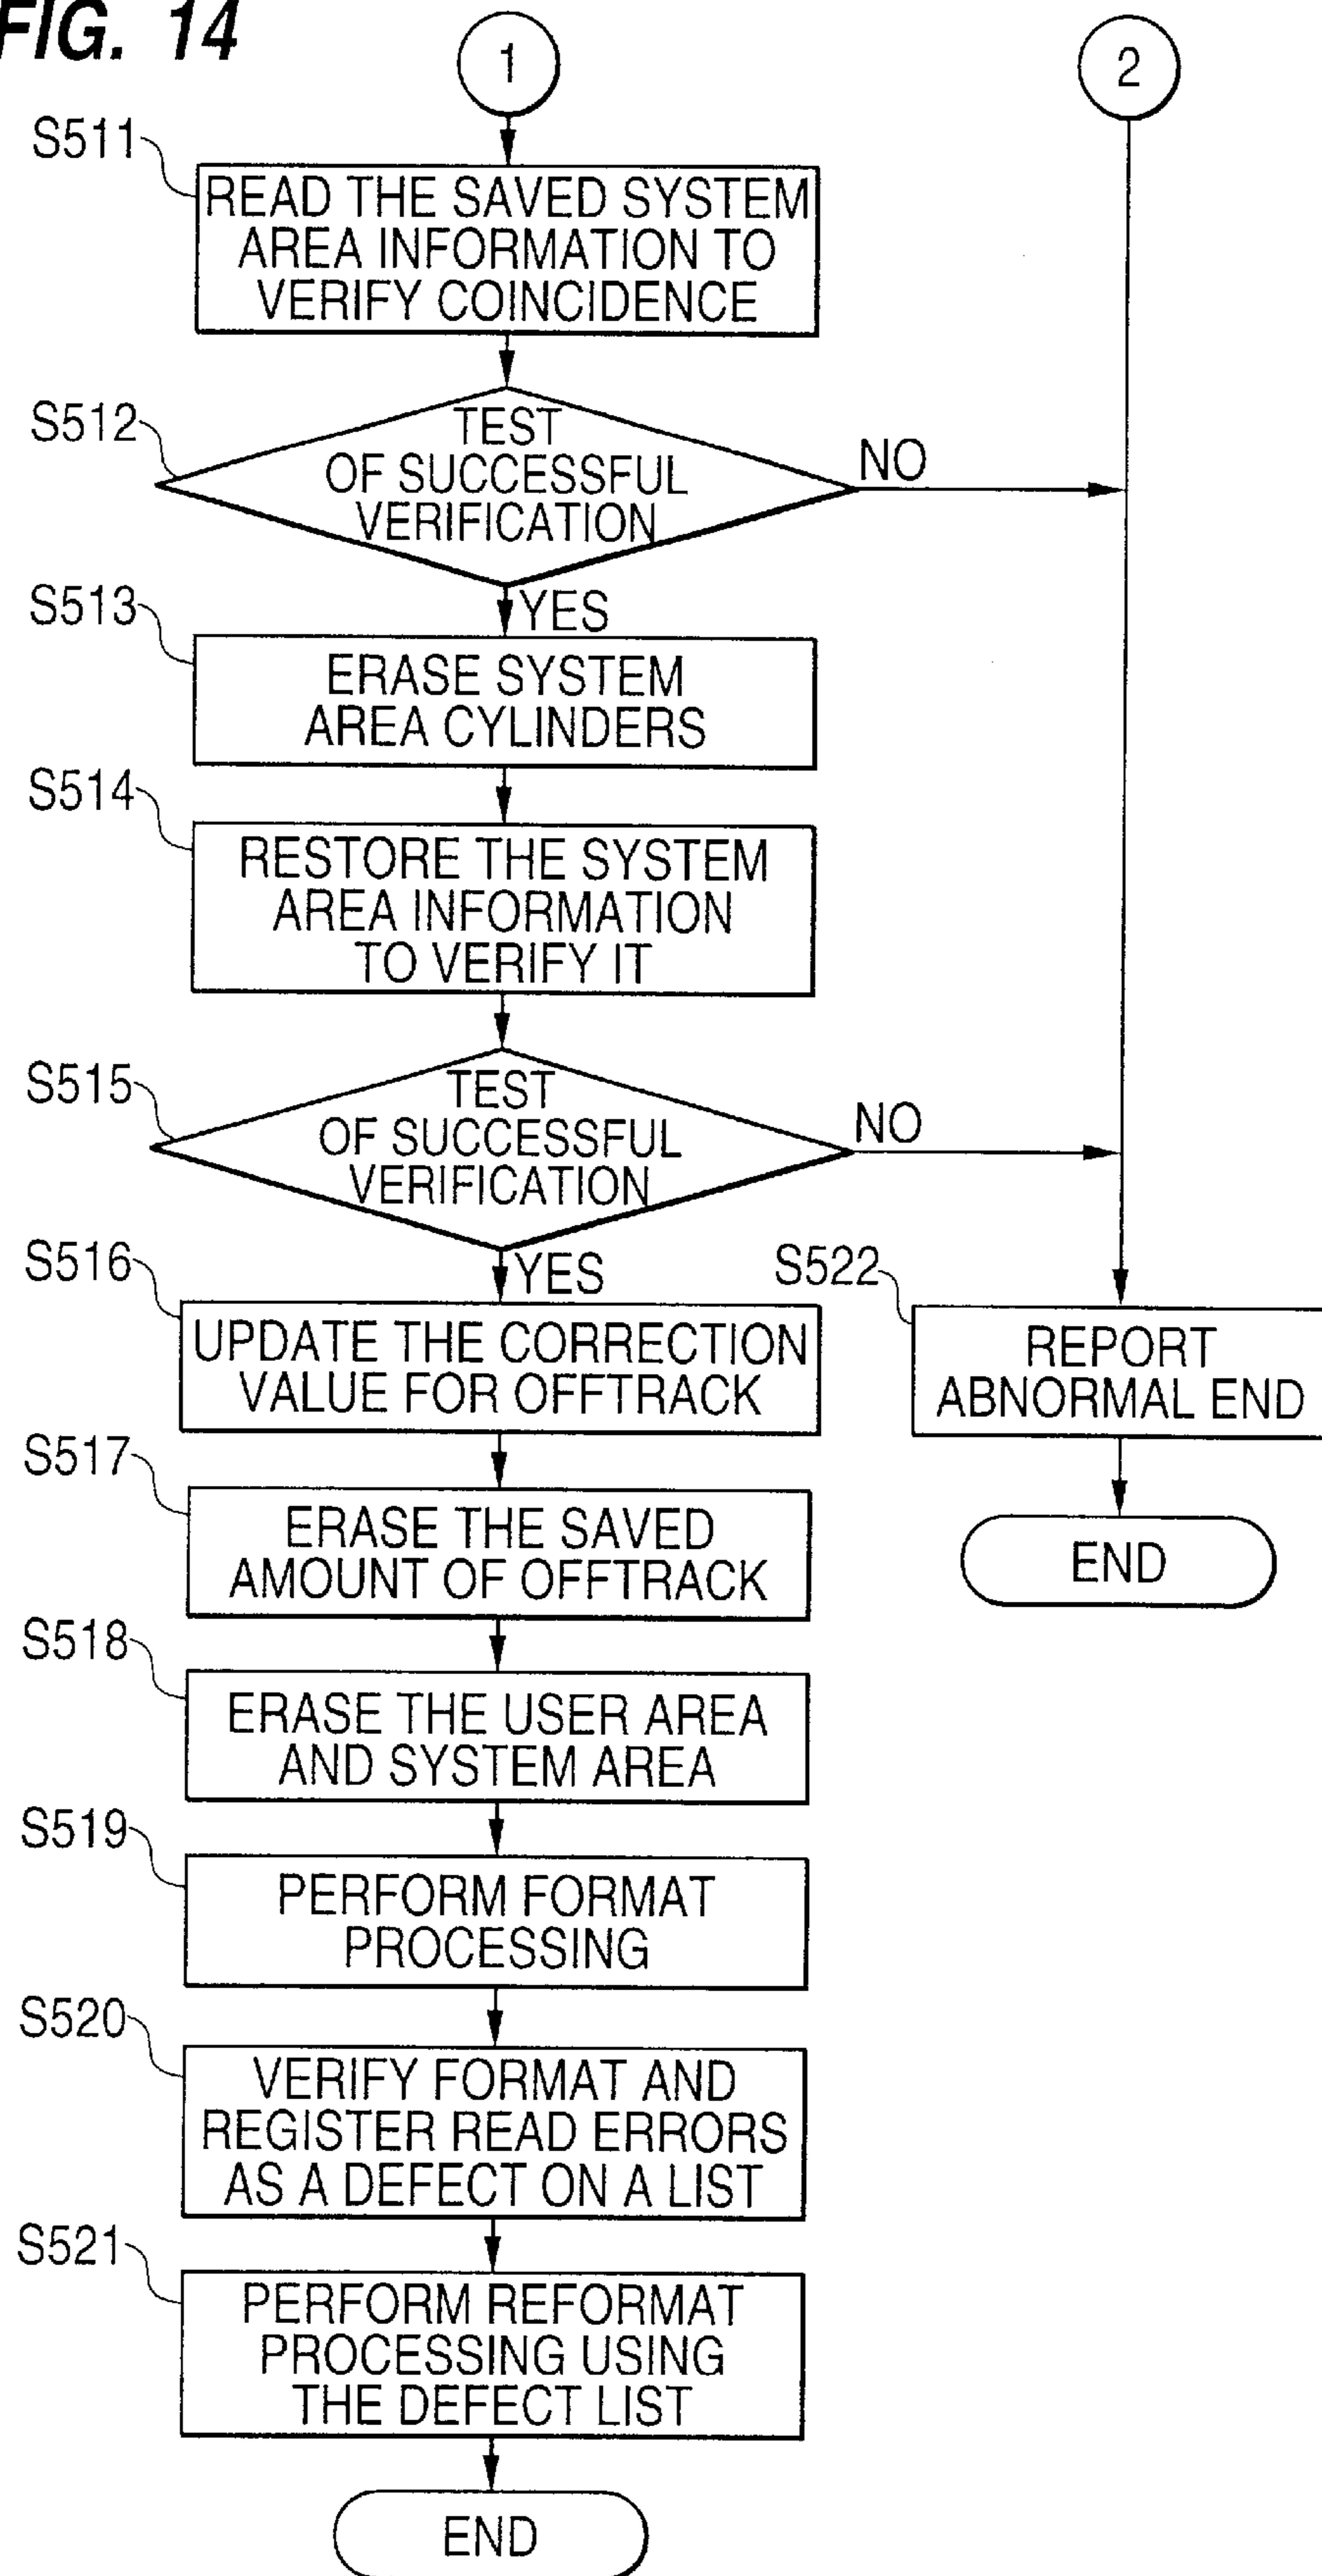 FIG. 14
1
2
S511
READ THE SAVED SYSTEM
AREA INFORMATION TO
VERIFY COINCIDENCE
S512
TEST
OF SUCCESSFUL
VERIFICATION
NO
YES
S513
ERASE SYSTEM
AREA CYLINDERS
S514
RESTORE THE SYSTEM
AREA INFORMATION
TO VERIFY IT
S515
TEST
OF SUCCESSFUL
VERIFICATION
NO
YES
S516
UPDATE THE CORRECTION
VALUE FOR OFFTRACK
S522
REPORT
ABNORMAL END
END
S517
ERASE THE SAVED
AMOUNT OF OFFTRACK
S518
ERASE THE USER AREA
AND SYSTEM AREA
S519
PERFORM FORMAT
PROCESSING
S520
VERIFY FORMAT AND
REGISTER READ ERRORS
AS A DEFECT ON A LIST
S521
PERFORM REFORMAT
PROCESSING USING
THE DEFECT LIST
END